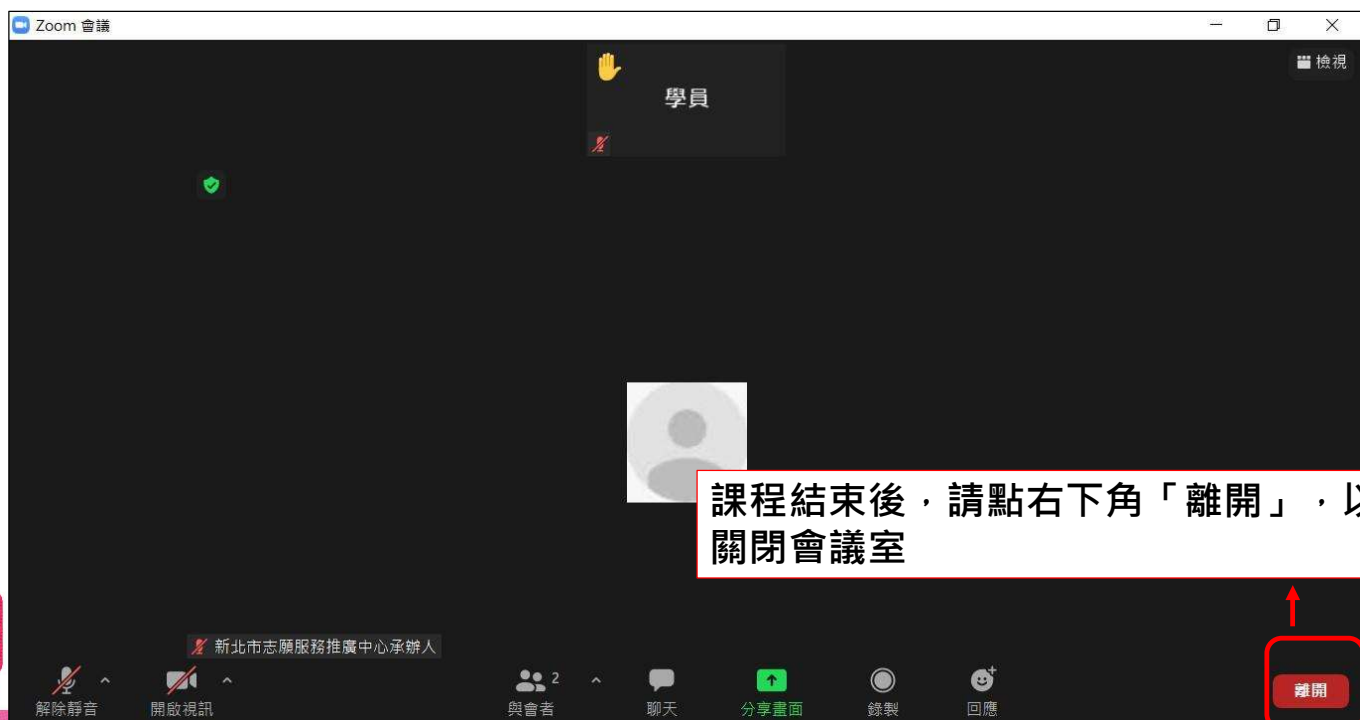 Zoom 會議
檢視
學員
課程結束後，請點右下角「離開」，以
關閉會議室
新北市志願服務推廣中心承辦人
2
解除靜音
開啟視訊
與會者
聊天
分享畫面
錄製
回應
離開